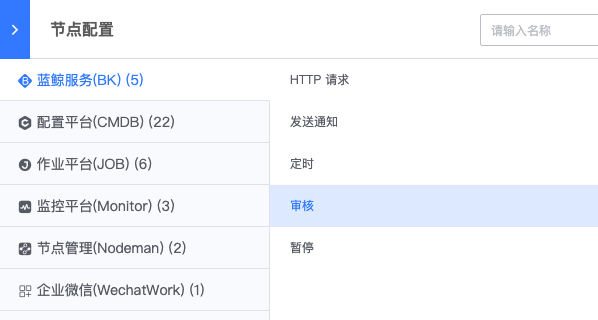 节点配置
请输入名称
蓝鲸服务(BK) (5)
HTTP 请求
配置平台(CMDB) (22)
发送通知
作业平台(JOB) (6)
定时
监控平台(Monitor) (3)
审核
节点管理(Nodeman) (2)
暂停
企业微信(WechatWork) (1)